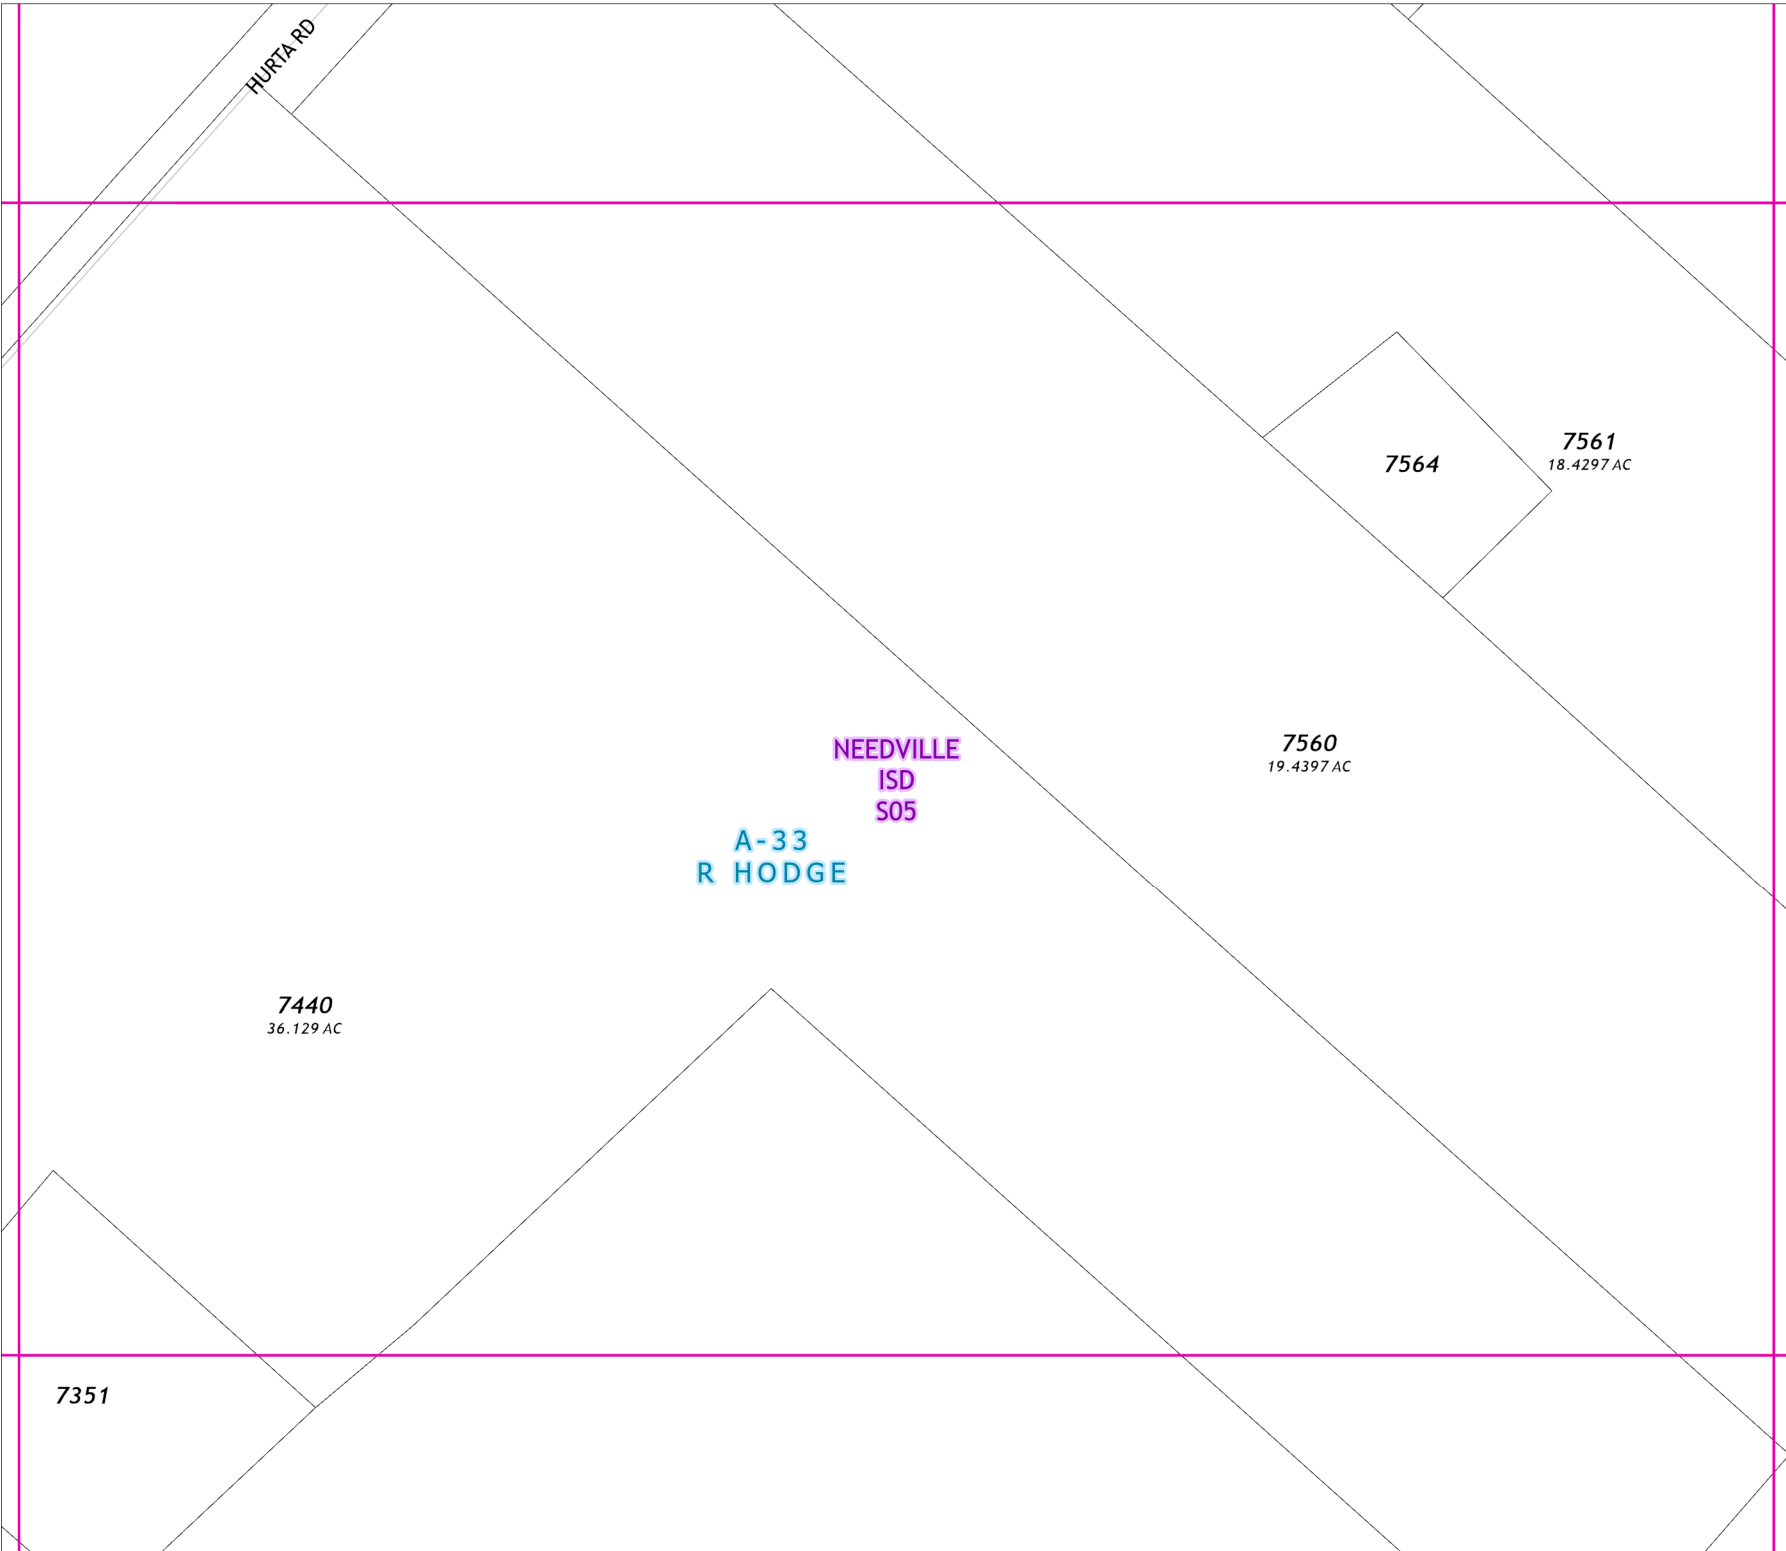 HURTA RD
7561
18.4297 AC
7564
7560
19.4397 AC
NEEDVILLE
ISD
S05
A-33
R HODGE
7440
36.129 AC
7351